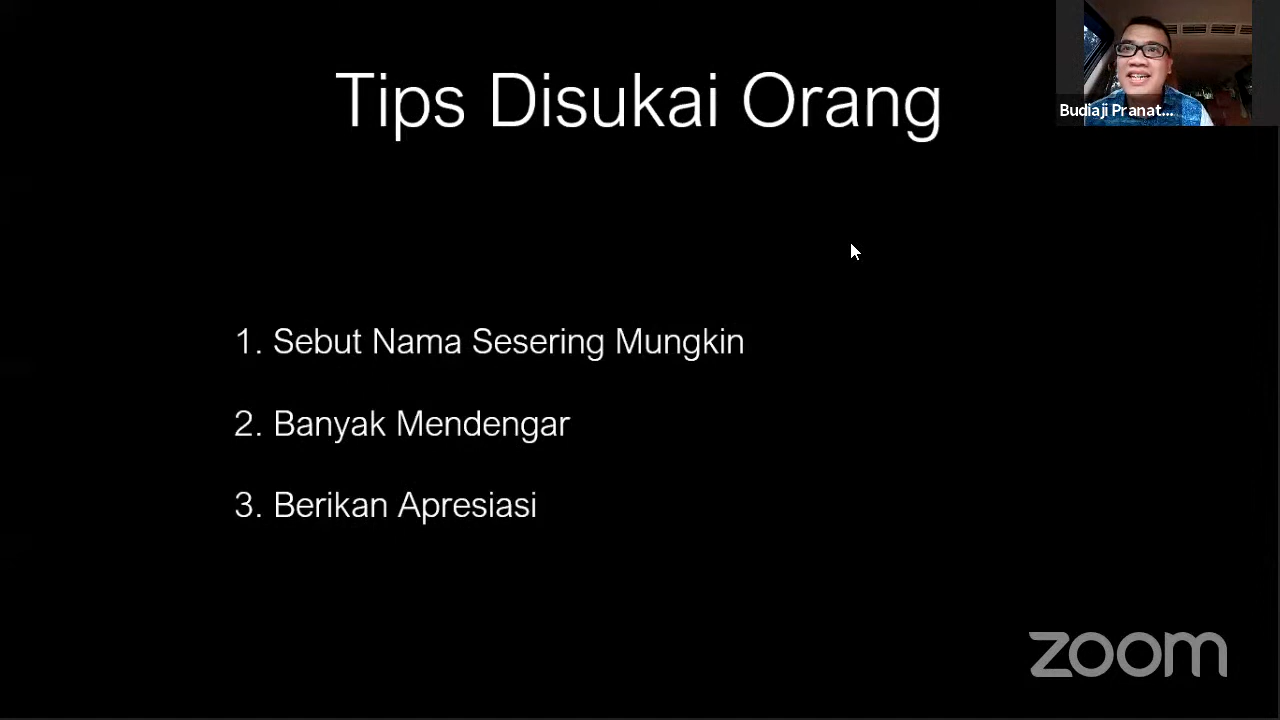 Tips Disukai Orang
Budiaji Pranat...
1. Sebut Nama Sesering Mungkin
2. Banyak Mendengar
3. Berikan Apresiasi
zoom